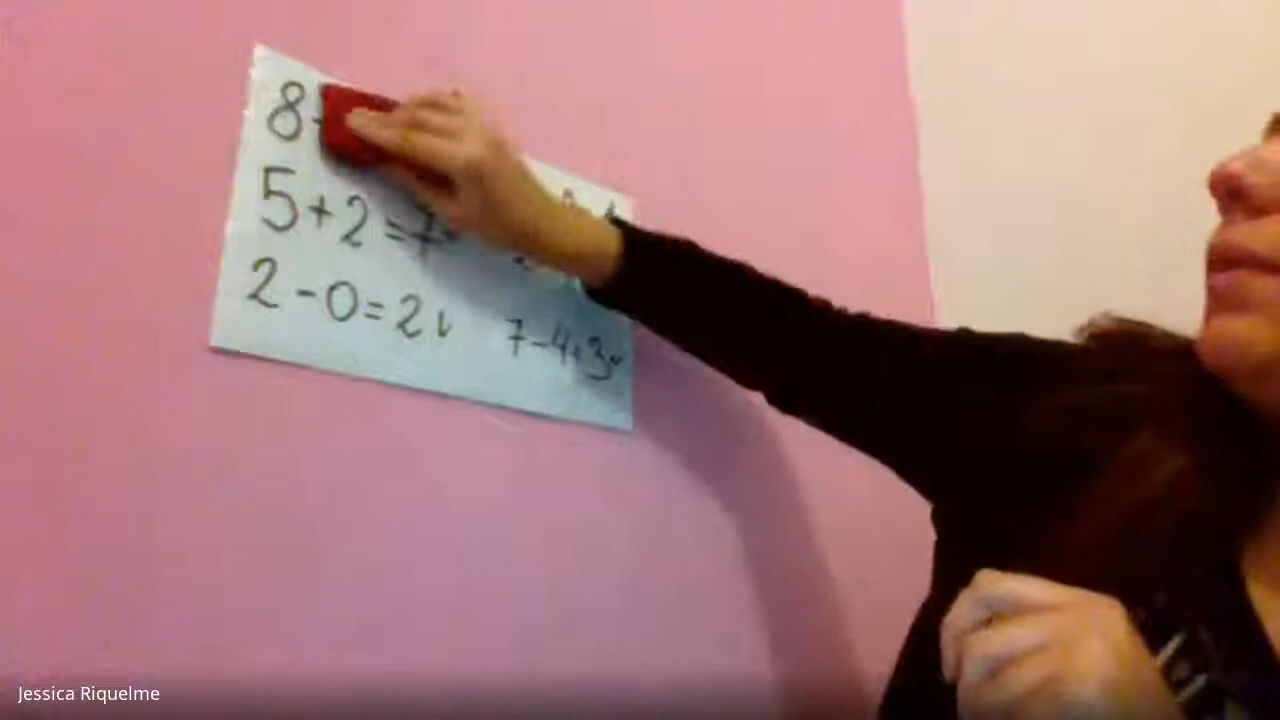 8-
5+2=7
2-0=2✓
7-4=3✓
Jessica Riquelme